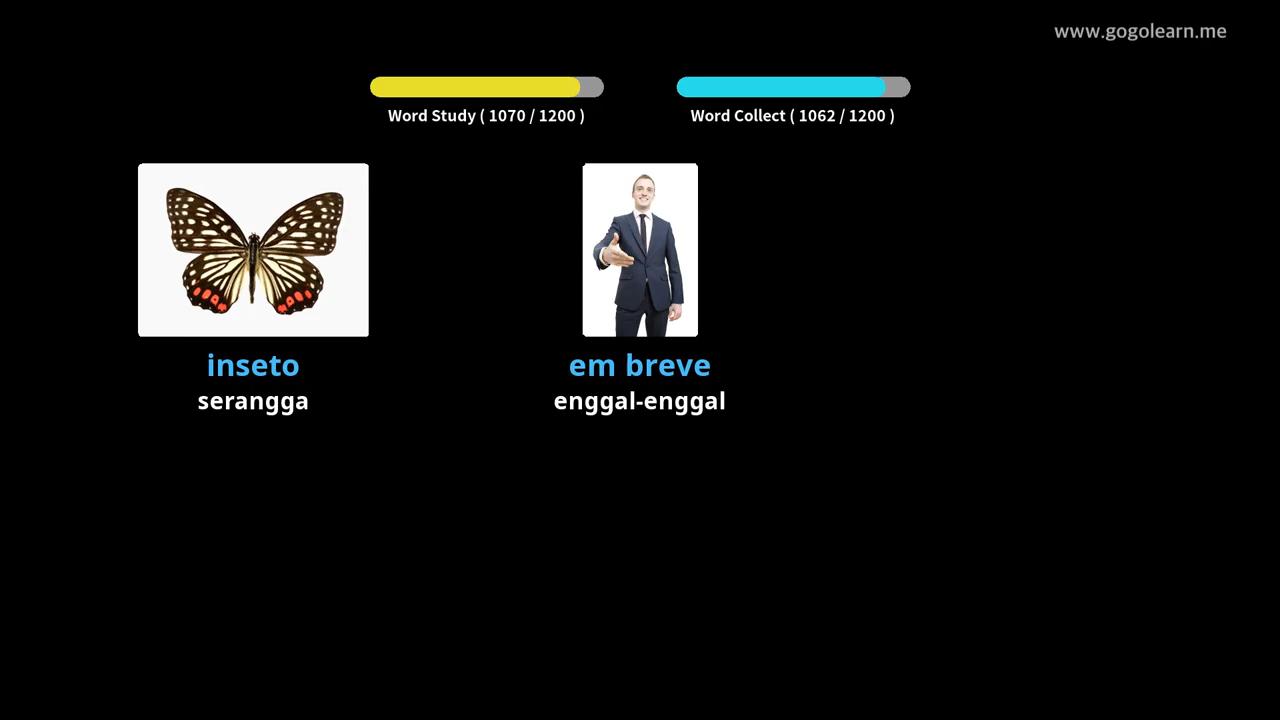 www.gogolearn.me
Word Study ( 1070 / 1200 )
Word Collect ( 1062 / 1200 )
inseto
serangga
em breve
enggal-enggal